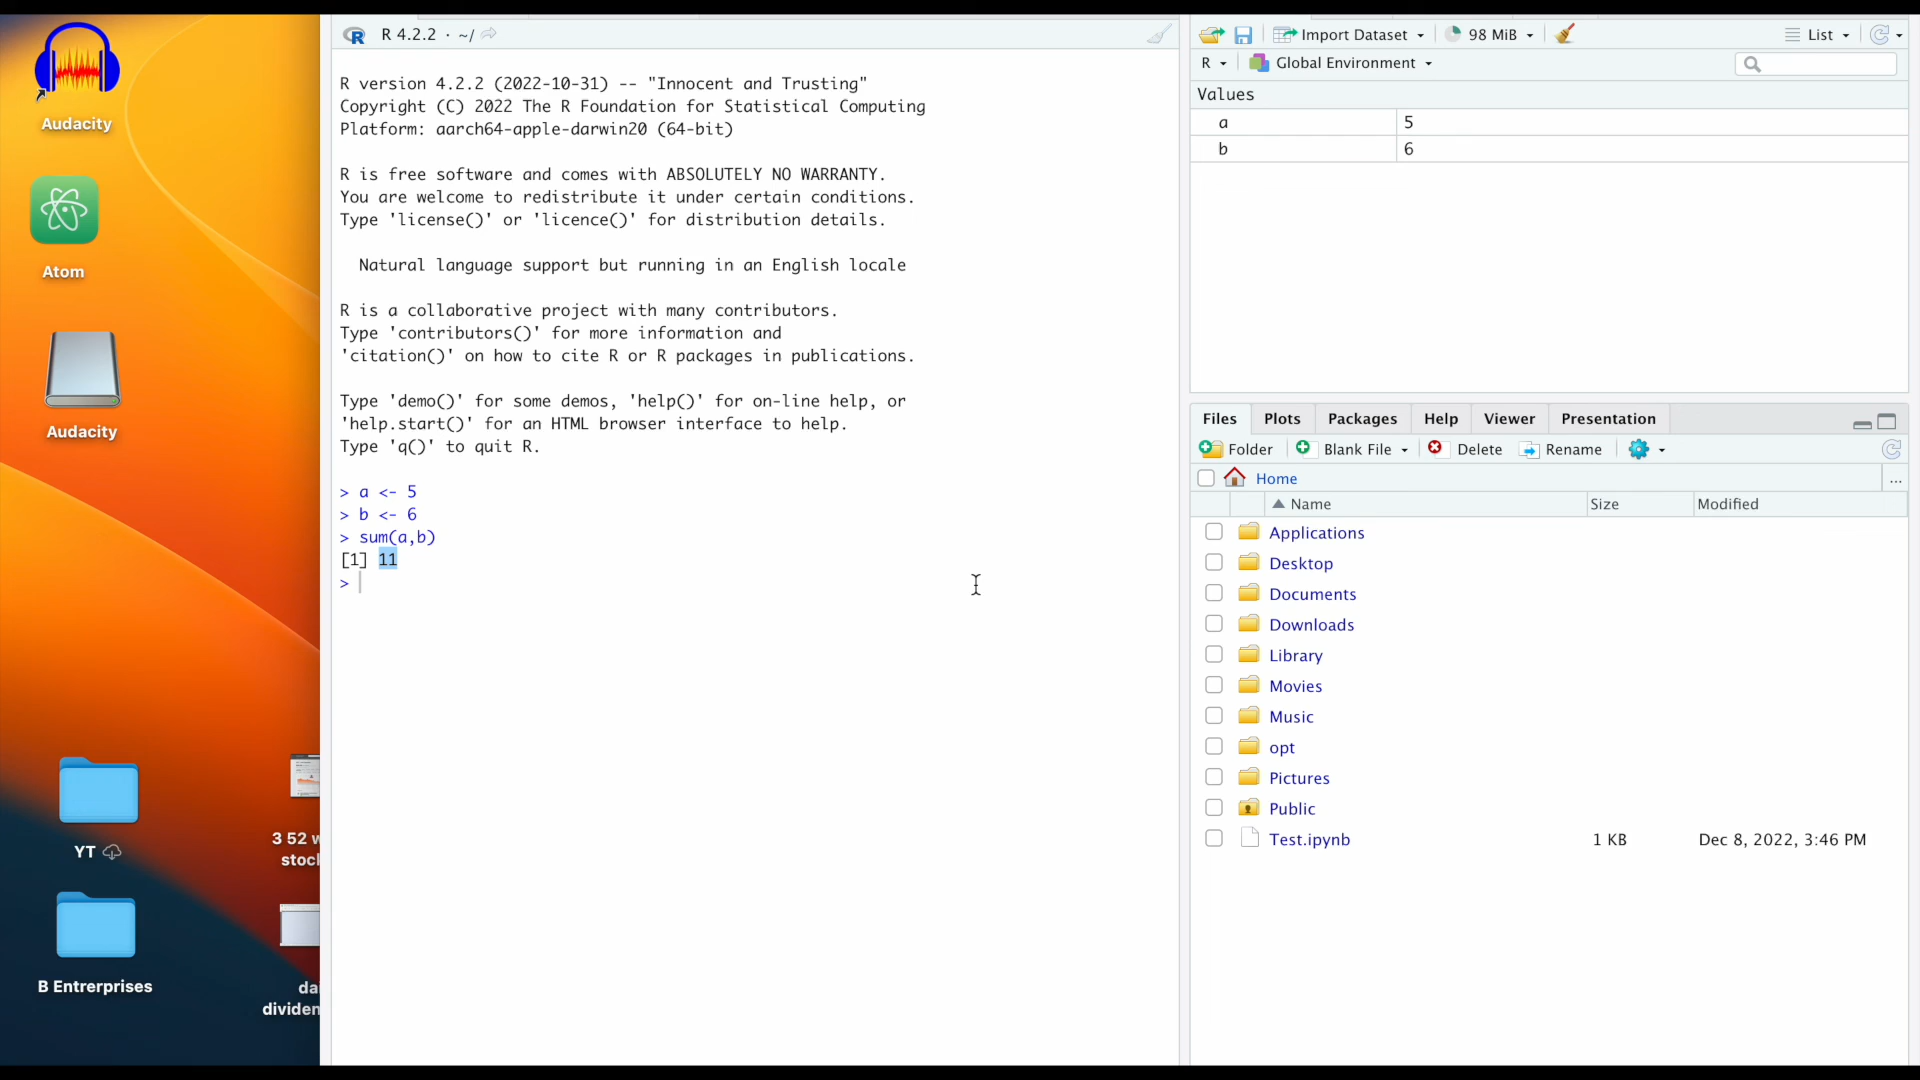 Audacity
Atom
Audacity
YT
B Entrerprises
3 52 w
stock
da
dividen
R 4.2.2 · ~/
R version 4.2.2 (2022-10-31) -- "Innocent and Trusting"
Copyright (C) 2022 The R Foundation for Statistical Computing
Platform: aarch64-apple-darwin20 (64-bit)
R is free software and comes with ABSOLUTELY NO WARRANTY.
You are welcome to redistribute it under certain conditions.
Type 'license()' or 'licence()' for distribution details.
Natural language support but running in an English locale
R is a collaborative project with many contributors.
Type 'contributors()' for more information and
'citation()' on how to cite R or R packages in publications.
Type 'demo()' for some demos, 'help()' for on-line help, or
'help.start()' for an HTML browser interface to help.
Type 'q()' to quit R.
> a <- 5
> b <- 6
> sum(a,b)
[1] 11
>
Import Dataset 98 MiB List
R Global Environment
Values
a 5
b 6
Files Plots Packages Help Viewer Presentation
Folder Blank File Delete Rename
Home ...
Name Size Modified
Applications
Desktop
Documents
Downloads
Library
Movies
Music
opt
Pictures
Public
Test.ipynb 1 KB Dec 8, 2022, 3:46 PM